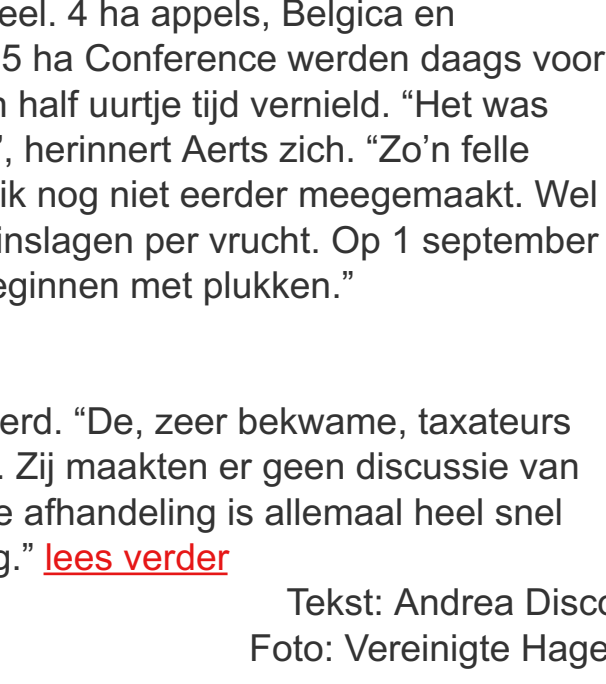 eel. 4 ha appels, Belgica en
5 ha Conference werden daags voor
n half uurtje tijd vernield. “Het was
”, herinnert Aerts zich. “Zo’n felle
ik nog niet eerder meegemaakt. Wel
inslagen per vrucht. Op 1 september
eginnen met plukken.”
erd. “De, zeer bekwame, taxateurs
. Zij maakten er geen discussie van
e afhandeling is allemaal heel snel
g.” lees verder
Tekst: Andrea Disco
Foto: Vereinigte Hage